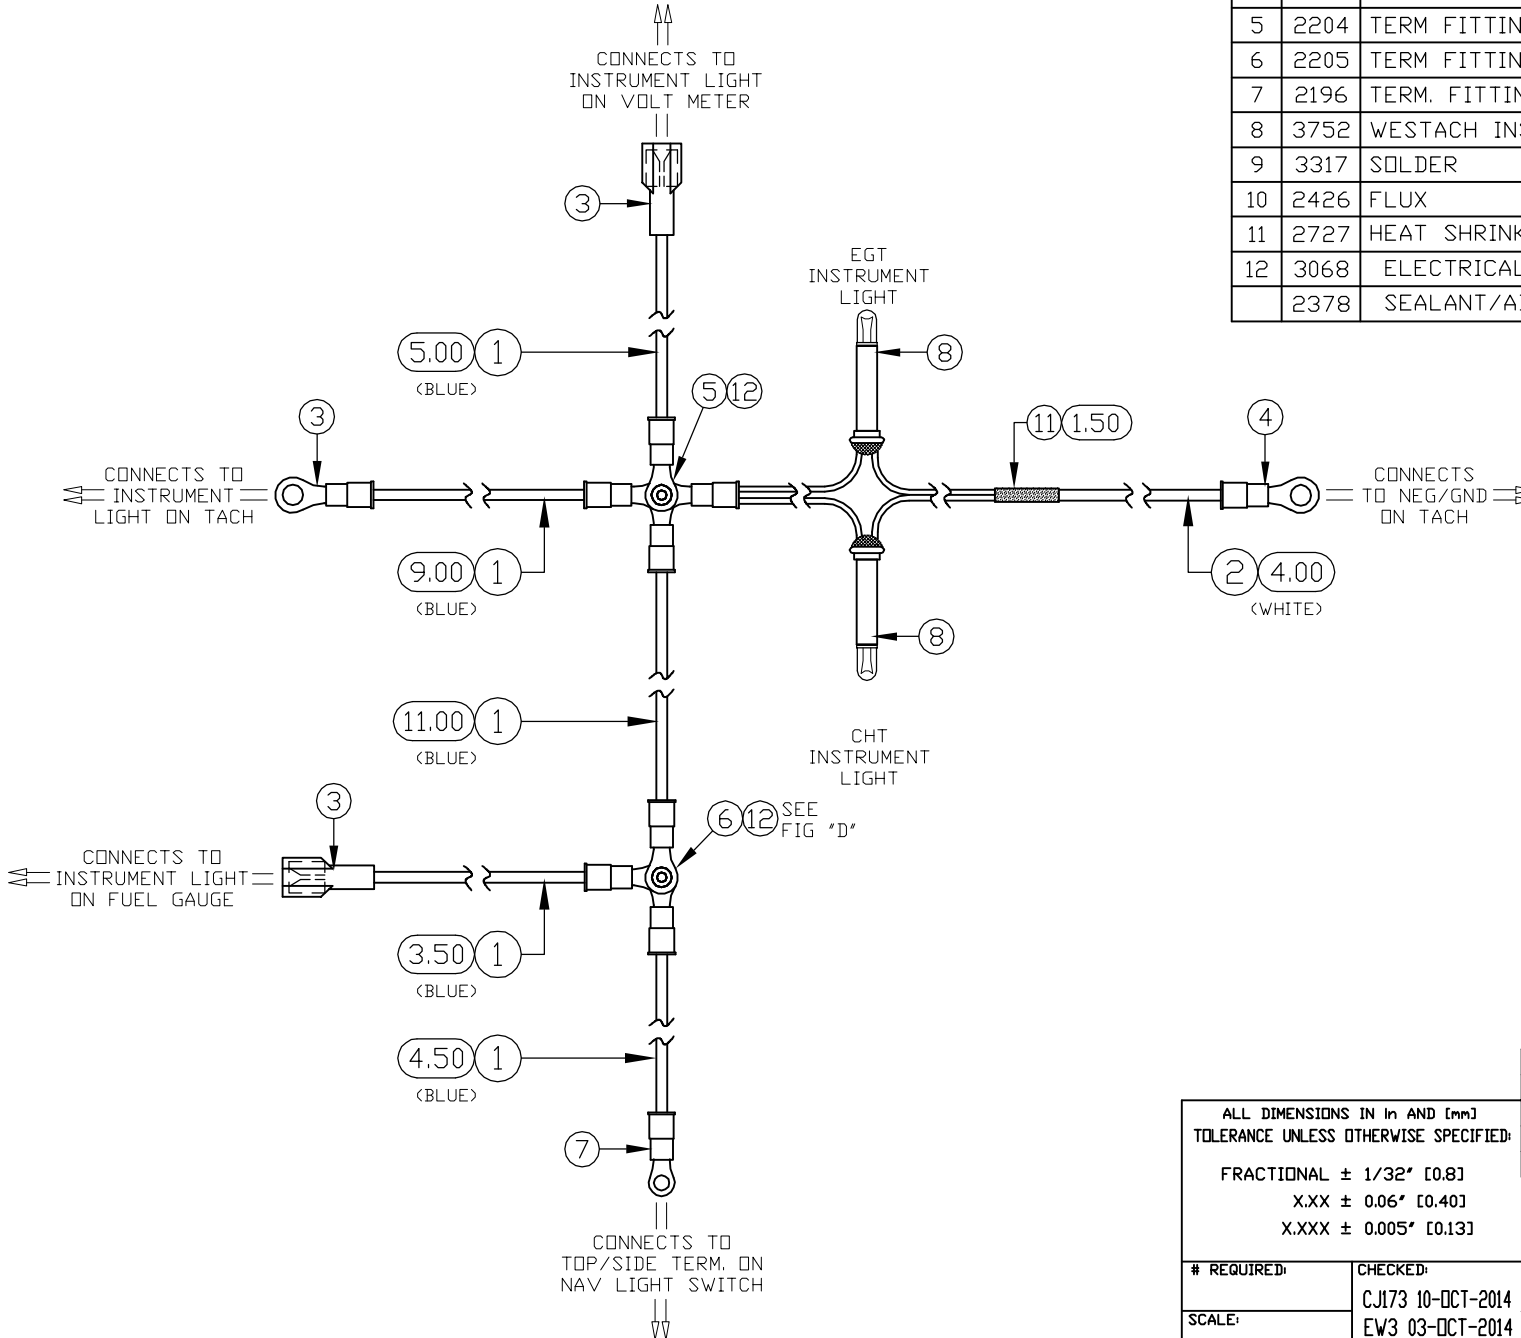 CONNECTS TO
INSTRUMENT LIGHT
ON VOLT METER
3
5.00 1
(BLUE)
3
CONNECTS TO
INSTRUMENT
LIGHT ON TACH
9.00 1
(BLUE)
5 12
EGT
INSTRUMENT
LIGHT
8
11 1.50
4
CONNECTS
TO NEG/GND
ON TACH
2 4.00
(WHITE)
8
CHT
INSTRUMENT
LIGHT
11.00 1
(BLUE)
3
CONNECTS TO
INSTRUMENT LIGHT
ON FUEL GAUGE
6 12 SEE
FIG "D"
3.50 1
(BLUE)
4.50 1
(BLUE)
7
CONNECTS TO
TOP/SIDE TERM. ON
NAV LIGHT SWITCH
5 2204 TERM FITTIN
6 2205 TERM FITTIN
7 2196 TERM. FITTIN
8 3752 WESTACH IN
9 3317 SOLDER
10 2426 FLUX
11 2727 HEAT SHRINK
12 3068 ELECTRICAL
2378 SEALANT/A
ALL DIMENSIONS IN In AND [mm]
TOLERANCE UNLESS OTHERWISE SPECIFIED:
FRACTIONAL ± 1/32" [0.8]
X.XX ± 0.06" [0.40]
X.XXX ± 0.005" [0.13]
# REQUIRED:
CHECKED:
CJ173 10-OCT-2014
SCALE:
EW3 03-OCT-2014